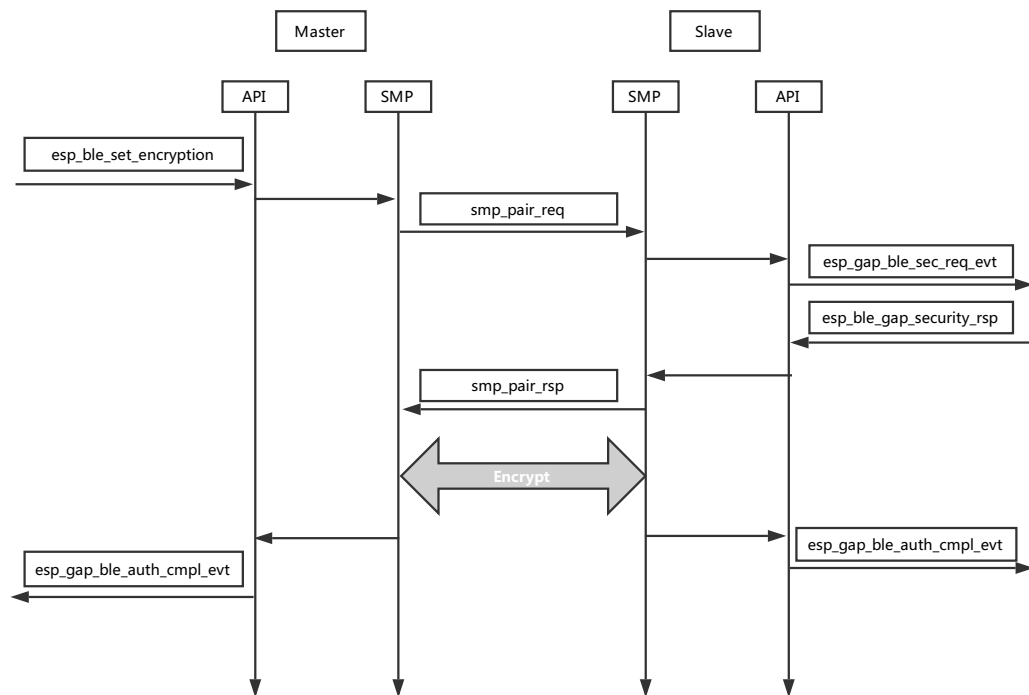 Master
Slave
API
SMP
SMP
API
esp_ble_set_encryption
smp_pair_req
esp_gap_ble_sec_req_evt
esp_ble_gap_security_rsp
smp_pair_rsp
Encrypt
esp_gap_ble_auth_cmpl_evt
esp_gap_ble_auth_cmpl_evt